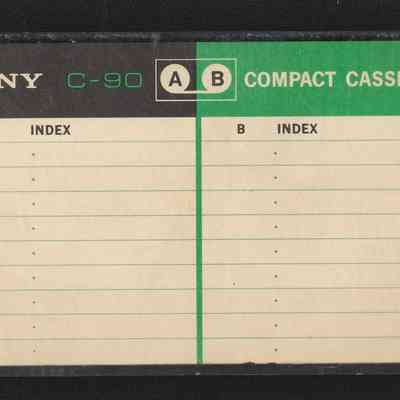 NY C-90 A B COMPACT CASS
INDEX B INDEX